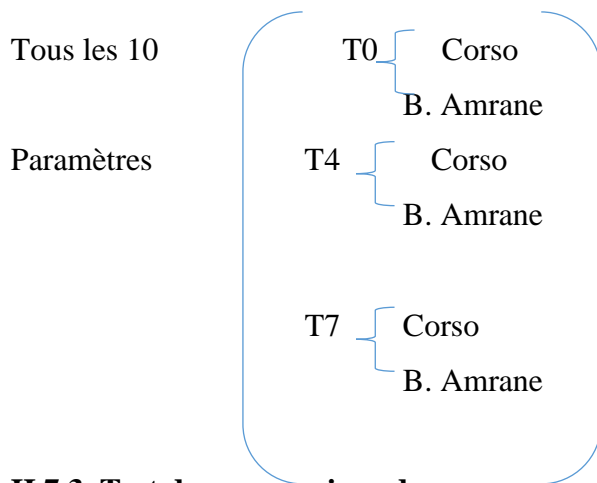 Tous les 10 T0 Corso
B. Amrane
Paramètres T4 Corso
B. Amrane
T7 Corso
B. Amrane